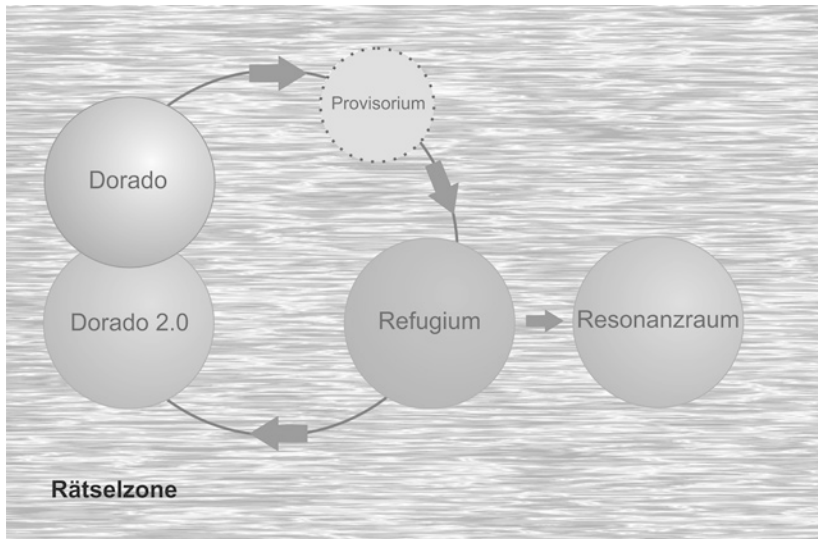 Provisorium
Dorado
Dorado 2.0
Refugium
Resonanzraum
Rätselzone